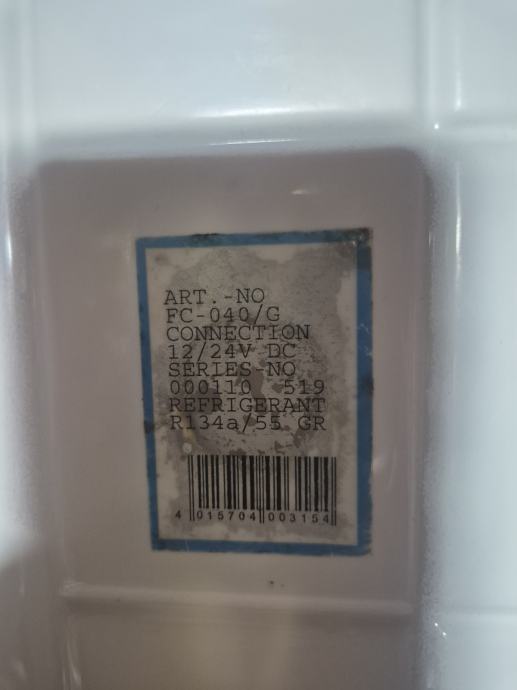 ART.-NO
FC-040/G
CONNECTION
12/24V DC
SERIES-NO
000110 519
REFRIGERANT
R134a/55 GR
4 015704 003154